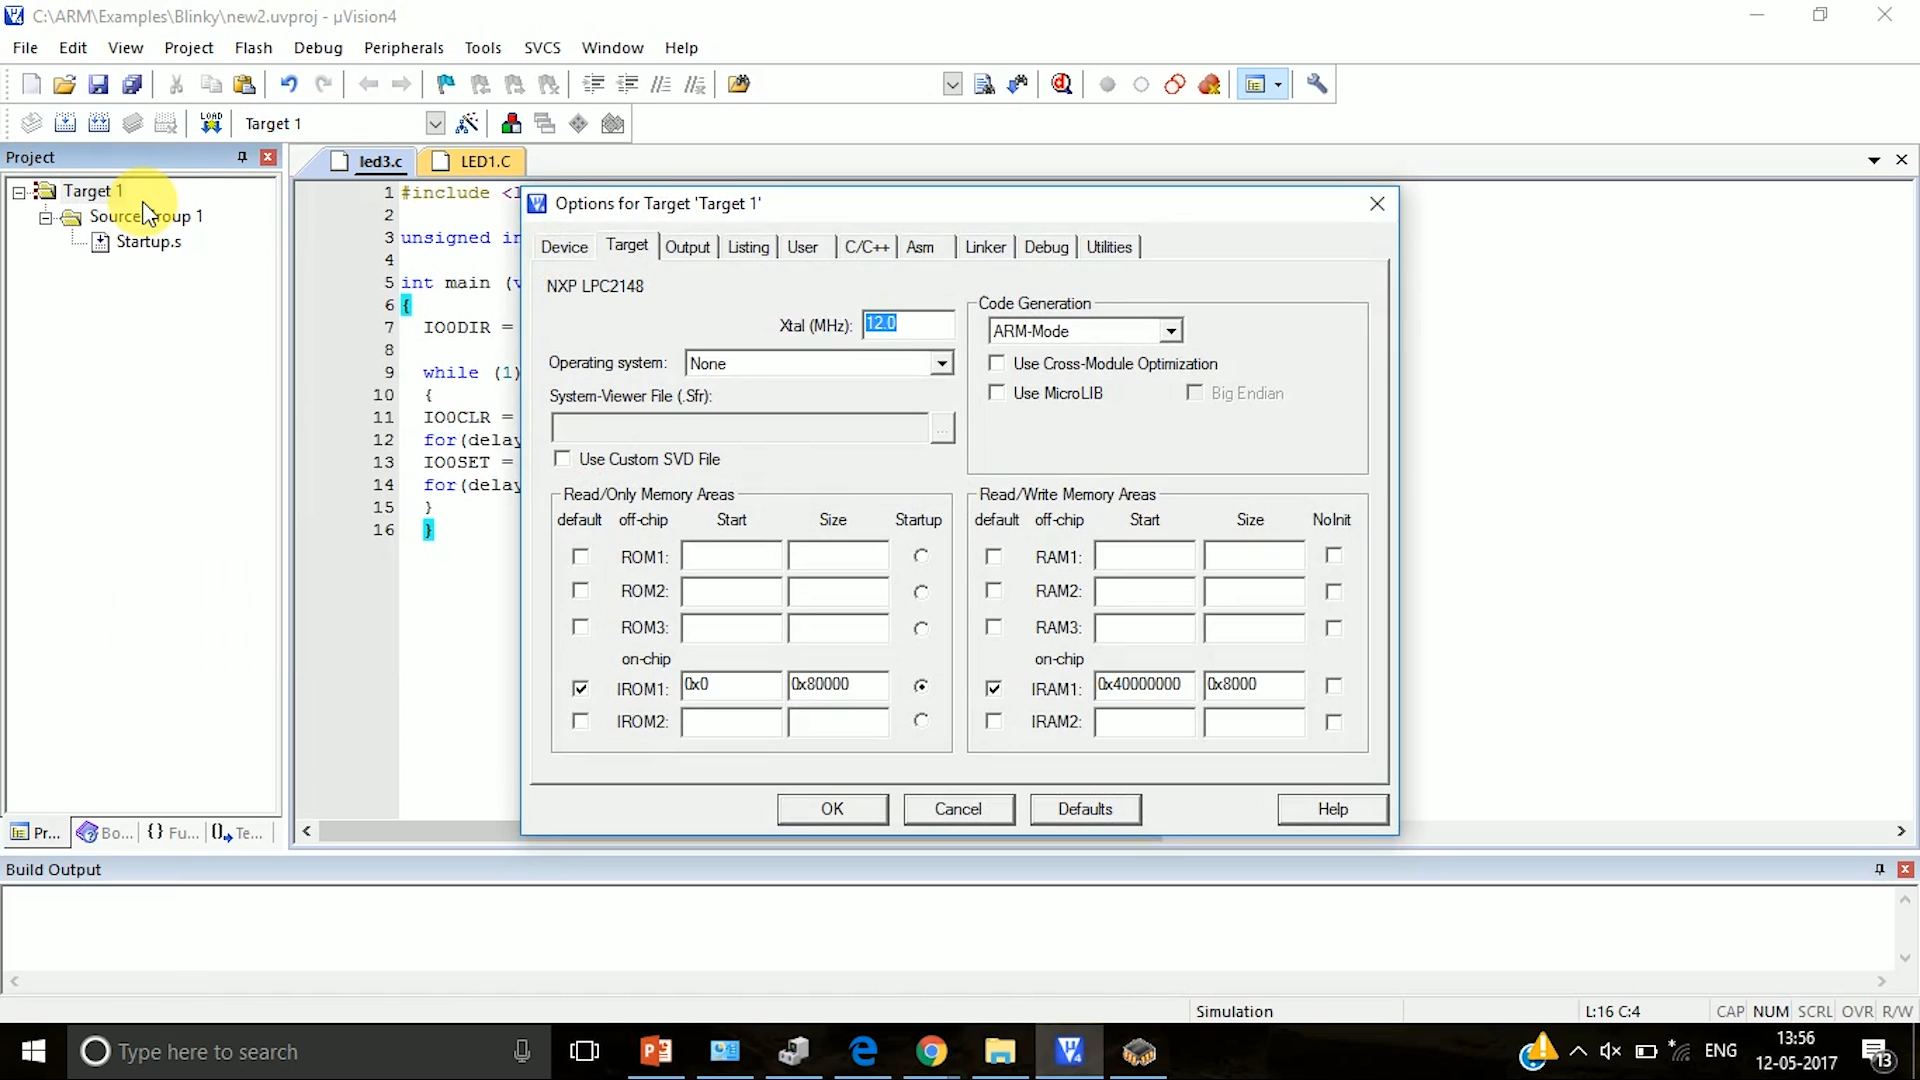 C:\ARM\Examples\Blinky\new2.uvproj - µVision4
File Edit View Project Flash Debug Peripherals Tools SVCS Window Help
LOAD Target 1
Project
Target 1
Source Group 1
Startup.s
Pr... Bo... {} Fu... 0 Te...
led3.c LED1.C
1 #include <
2
3 unsigned in
4
5 int main (v
6 {
7 IO0DIR =
8
9 while (1)
10 {
11 IO0CLR =
12 for(delay
13 IO0SET =
14 for(delay
15 }
16 }
Options for Target 'Target 1'
Device Target Output Listing User C/C++ Asm Linker Debug Utilities
NXP LPC2148
Xtal (MHz): 12.0
Operating system: None
System-Viewer File (.Sfr):
...
Use Custom SVD File
Code Generation
ARM-Mode
Use Cross-Module Optimization
Use MicroLIB Big Endian
Read/Only Memory Areas
default off-chip Start Size Startup
ROM1:
ROM2:
ROM3:
on-chip
IROM1: 0x0 0x80000
IROM2:
Read/Write Memory Areas
default off-chip Start Size NoInit
RAM1:
RAM2:
RAM3:
on-chip
IRAM1: 0x40000000 0x8000
IRAM2:
OK Cancel Defaults Help
Build Output
Simulation L:16 C:4 CAP NUM SCRL OVR R/W
Type here to search
ENG
13:56
12-05-2017
13